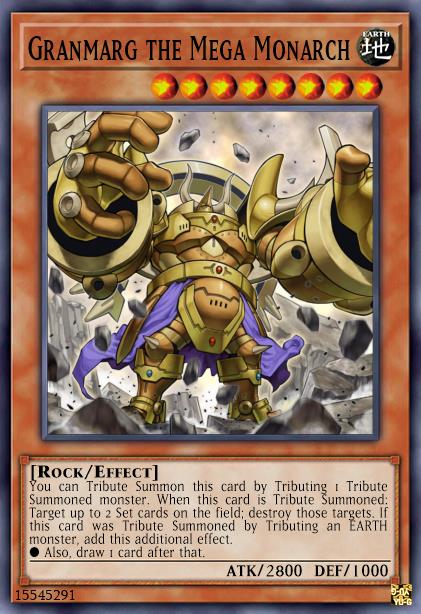 GRANMARG THE MEGA MONARCH
EARTH
地
[ROCK/EFFECT]
You can Tribute Summon this card by Tributing 1 Tribute
Summoned monster. When this card is Tribute Summoned:
Target up to 2 Set cards on the field; destroy those targets. If
this card was Tribute Summoned by Tributing an EARTH
monster, add this additional effect.
● Also, draw 1 card after that.
ATK/2800 DEF/1000
15545291